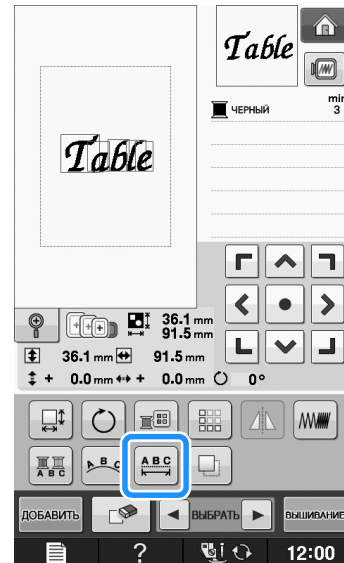 Table
Table
ЧЕРНЫЙ
min
3
36.1 mm
91.5 mm
36.1 mm
91.5 mm
+ 0.0 mm
+ 0.0 mm
0°
A B C
A B C
A B C
ДОБАВИТЬ
ВЫБРАТЬ
ВЫШИВАНИЕ
?
12:00